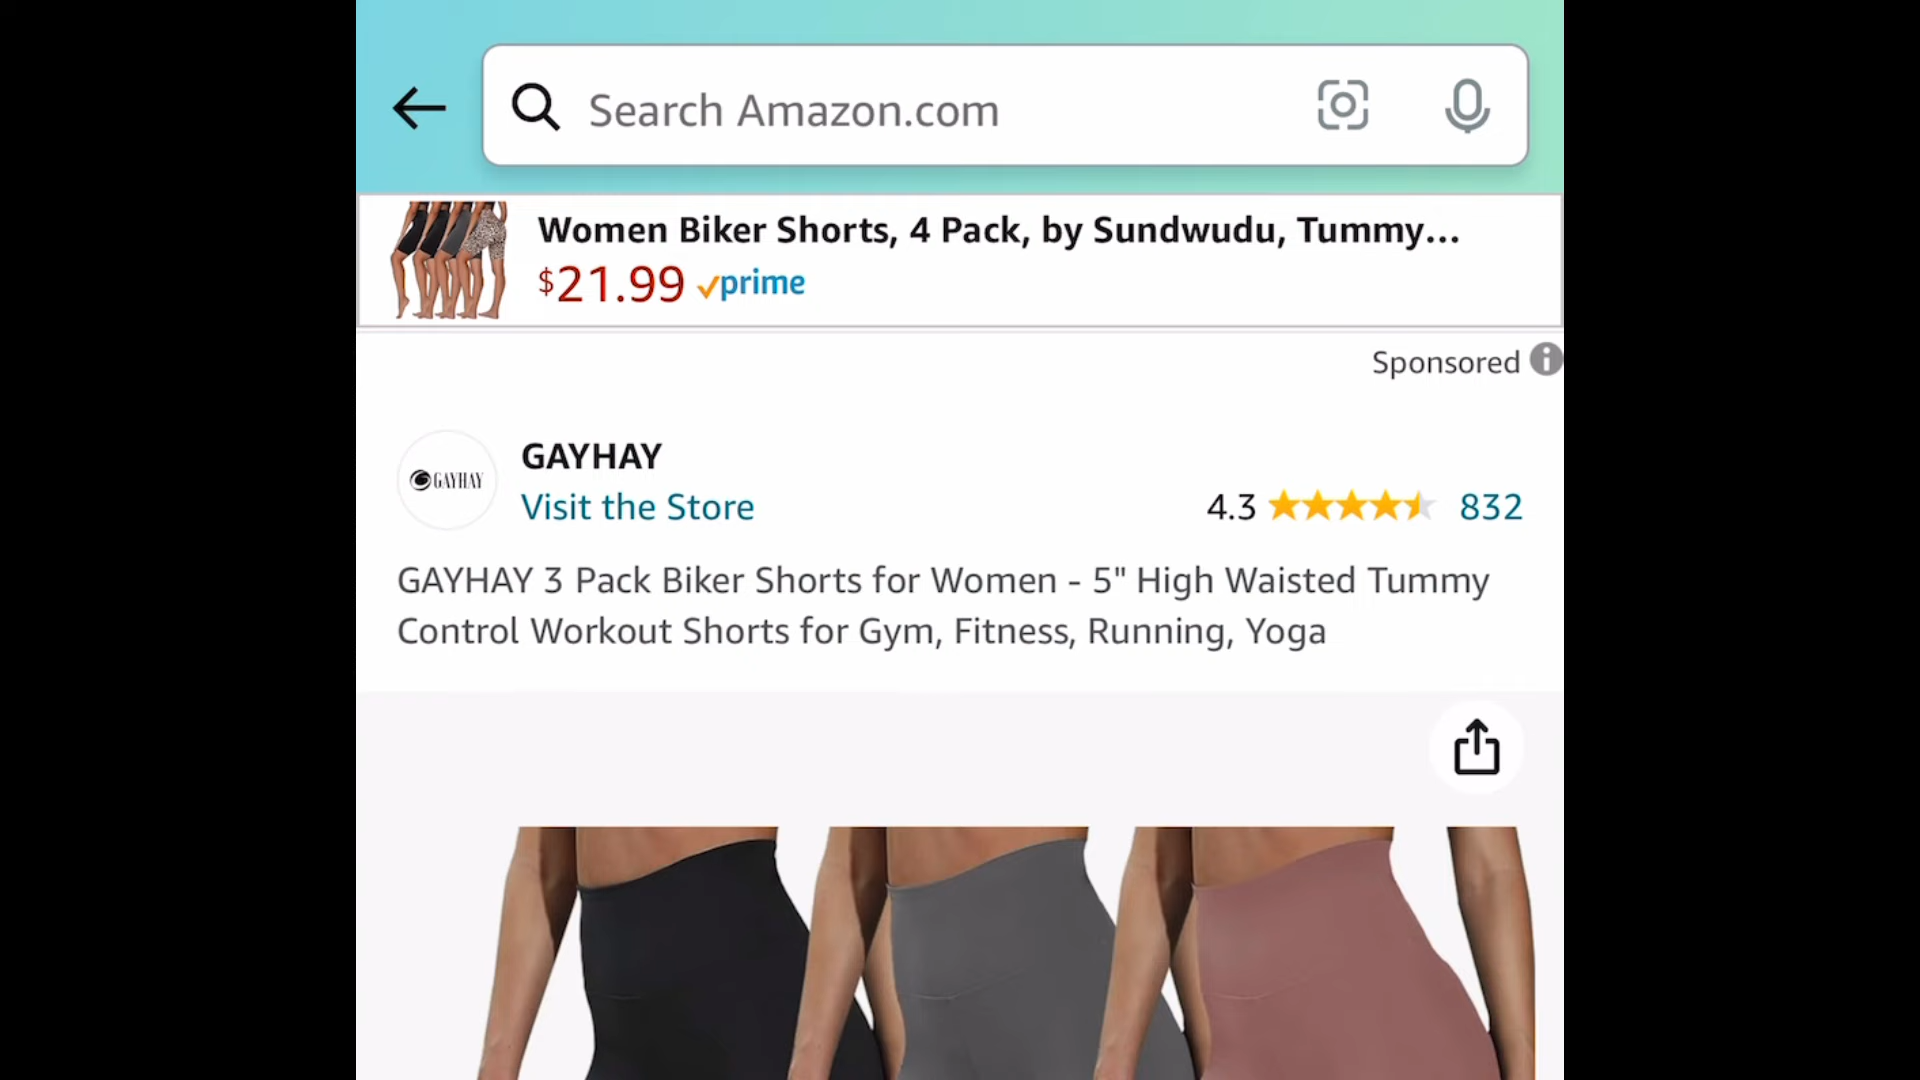 Search Amazon.com
Women Biker Shorts, 4 Pack, by Sundwudu, Tummy...
$21.99 prime
Sponsored
GAYHAY
GAYHAY
Visit the Store
4.3 832
GAYHAY 3 Pack Biker Shorts for Women - 5" High Waisted Tummy
Control Workout Shorts for Gym, Fitness, Running, Yoga